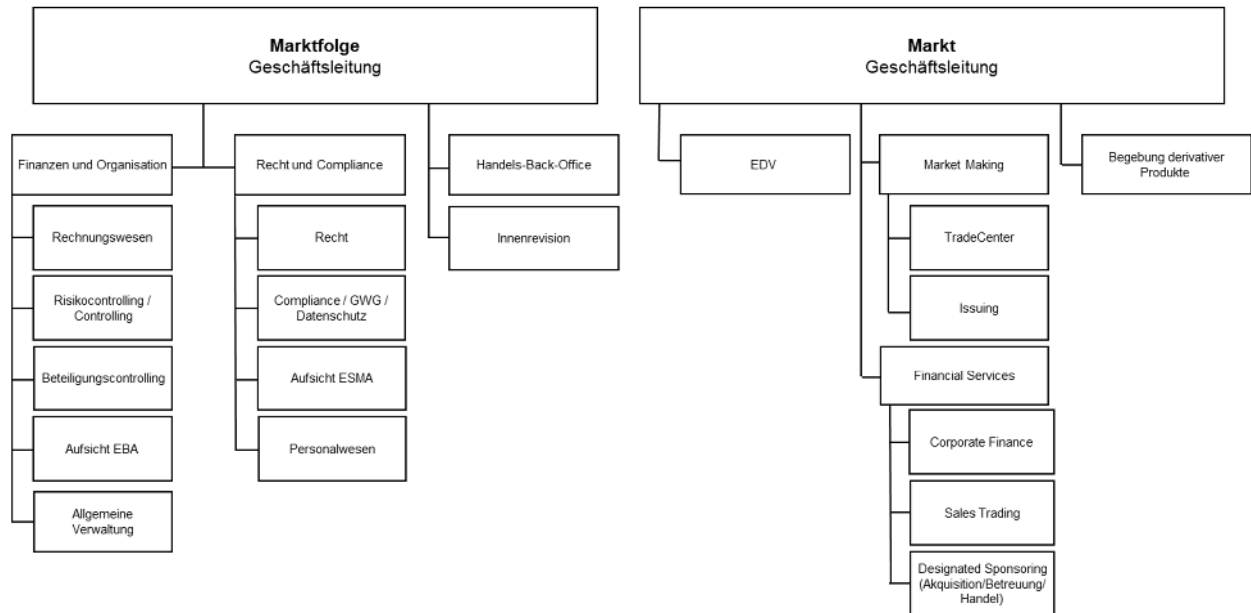 Marktfolge
Geschäftsleitung
Markt
Geschäftsleitung
Finanzen und Organisation
Rechnungswesen
Risikocontrolling /
Controlling
Beteiligungscontrolling
Aufsicht EBA
Allgemeine
Verwaltung
Recht und Compliance
Recht
Compliance / GWG /
Datenschutz
Aufsicht ESMA
Personalwesen
Handels-Back-Office
Innenrevision
EDV
Market Making
TradeCenter
Issuing
Financial Services
Corporate Finance
Sales Trading
Designated Sponsoring
(Akquisition/Betreuung/
Handel)
Begebung derivativer
Produkte